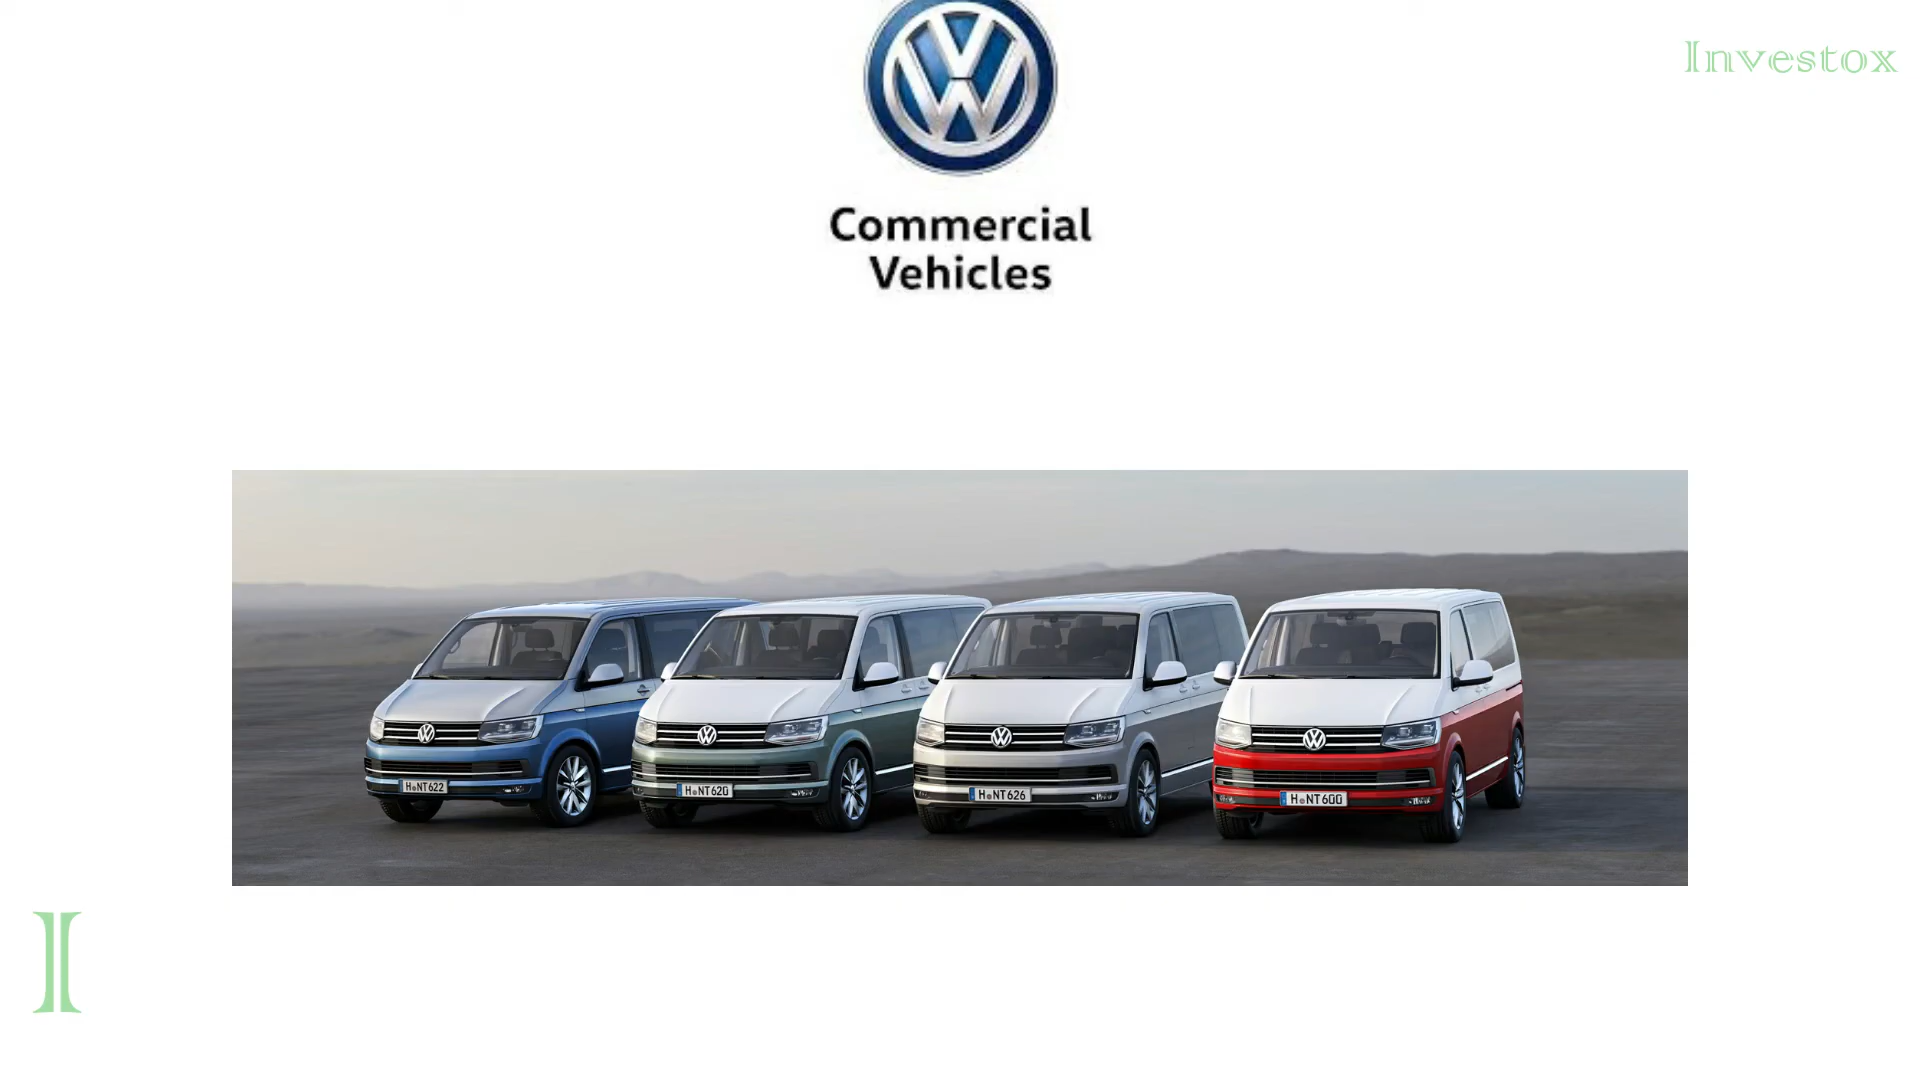 Investox
Commercial
Vehicles
H NT622
H NT620
H NT626
H NT600
I